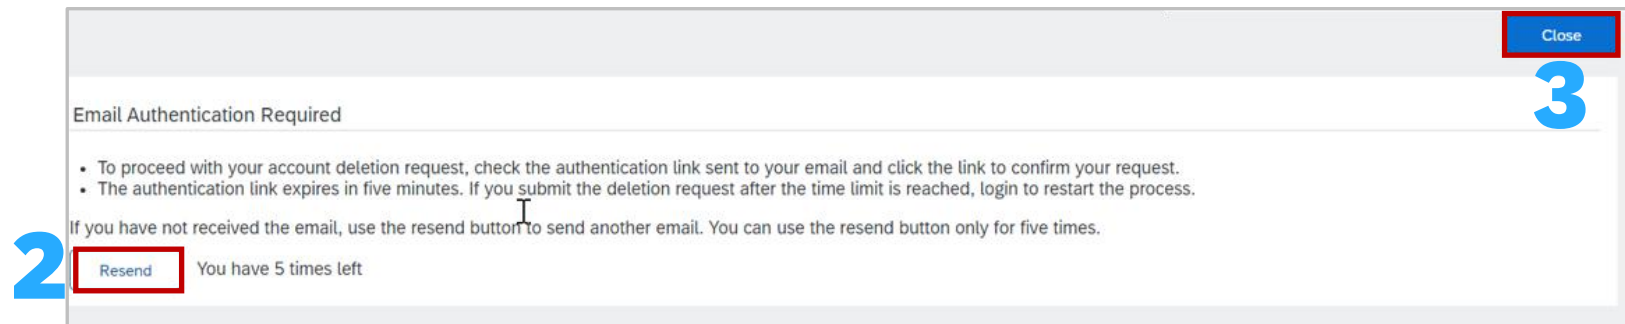 Close
3
Email Authentication Required
• To proceed with your account deletion request, check the authentication link sent to your email and click the link to confirm your request.
• The authentication link expires in five minutes. If you submit the deletion request after the time limit is reached, login to restart the process.
If you have not received the email, use the resend button to send another email. You can use the resend button only for five times.
2 Resend You have 5 times left